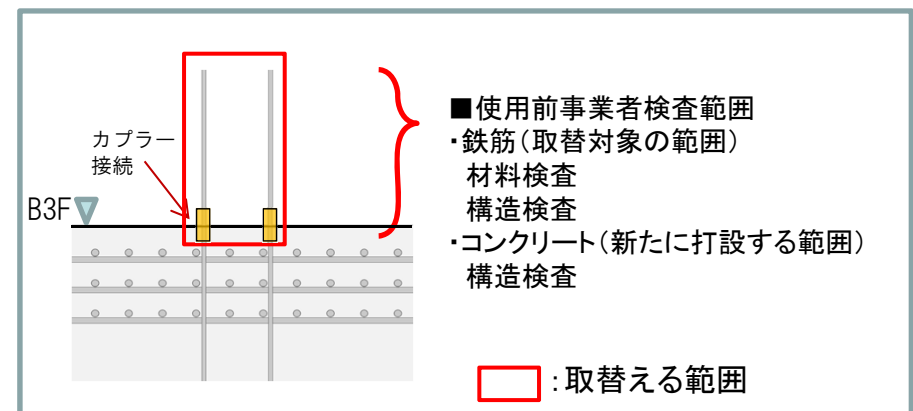 カプラー
接続
B3F
■使用前事業者検査範囲
・鉄筋（取替対象の範囲）
材料検査
構造検査
・コンクリート（新たに打設する範囲）
構造検査
：取替える範囲